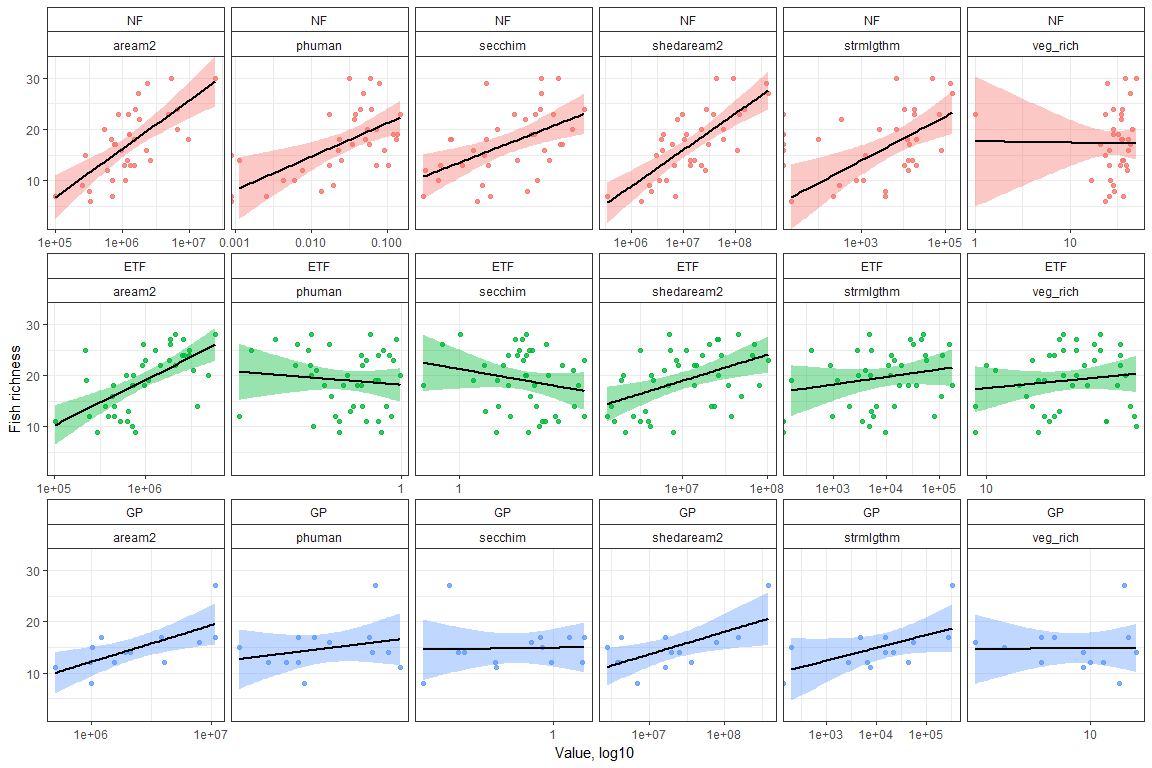 NF NF NF NF NF NF
aream2 phuman secchim shedaream2 strmlgthm veg_rich
30
20
10
1e+05 1e+06 1e+07 0.001 0.010 0.100 1e+06 1e+07 1e+08 1e+03 1e+05 1 10
ETF ETF ETF ETF ETF ETF
aream2 phuman secchim shedaream2 strmlgthm veg_rich
30
20
10
Fish richness
1e+05 1e+06 1 1 1e+07 1e+08 1e+03 1e+04 1e+05 10
GP GP GP GP GP GP
aream2 phuman secchim shedaream2 strmlgthm veg_rich
30
20
10
1e+06 1e+07 1 1e+07 1e+08 1e+03 1e+04 1e+05 10
Value, log10